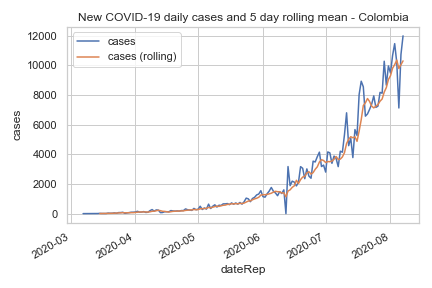 New COVID-19 daily cases and 5 day rolling mean - Colombia
cases
cases (rolling)
12000
10000
8000
6000
4000
2000
0
cases
2020-03
2020-04
2020-05
2020-06
2020-07
2020-08
dateRep